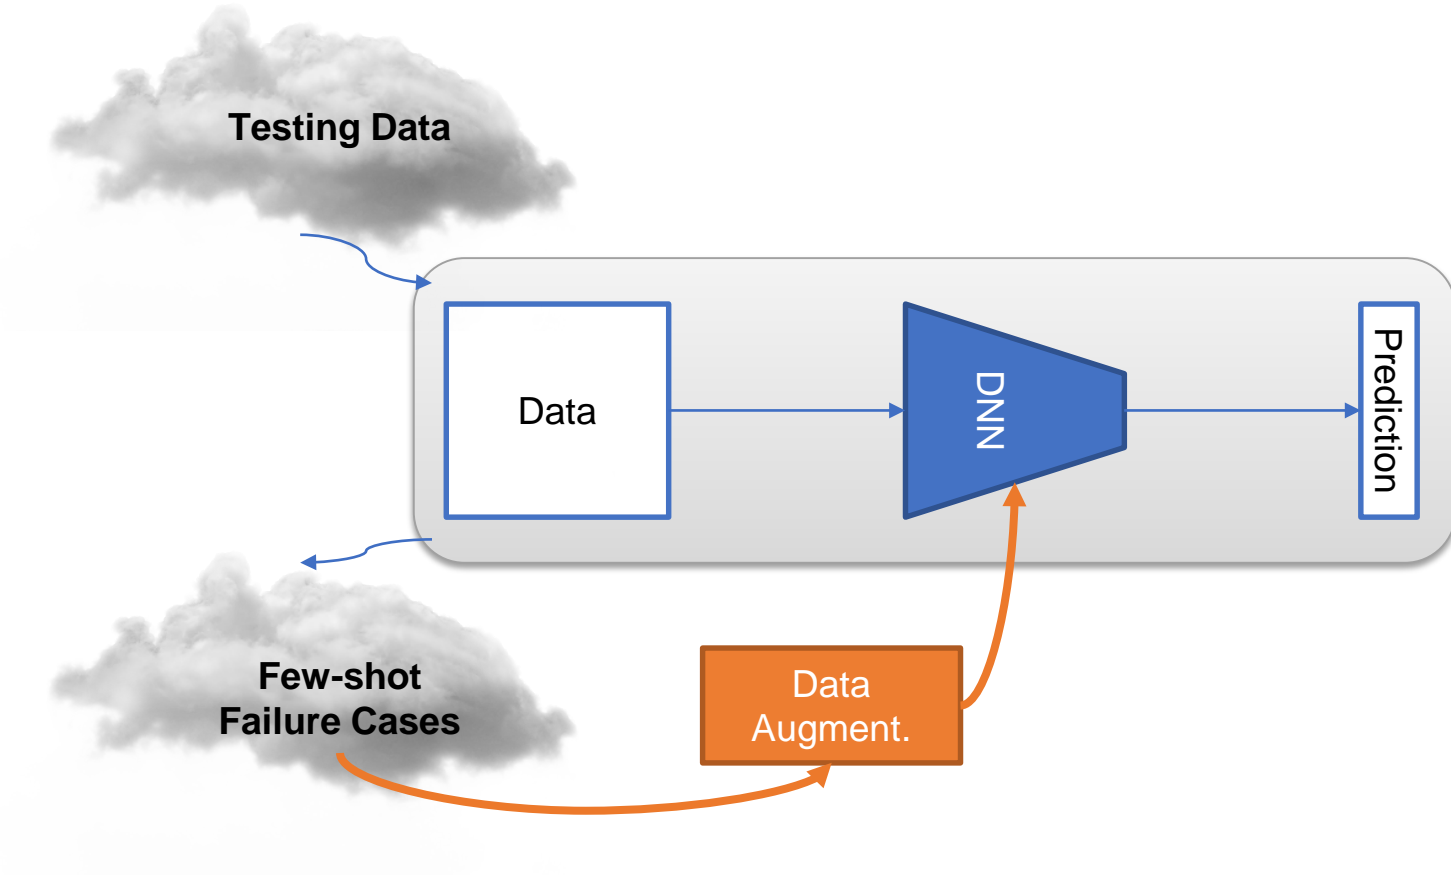 Testing Data
Data
DNN
Prediction
Few-shot
Failure Cases
Data
Augment.